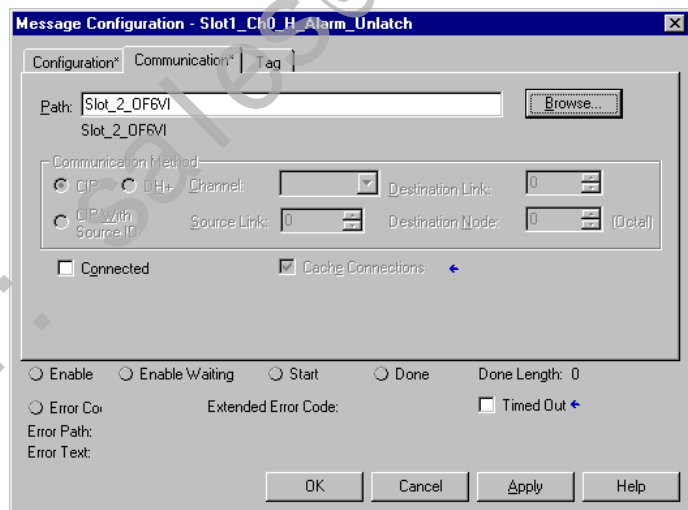 Message Configuration - Slot1_Ch0_H_Alarm_Unlatch
Configuration* Communication* Tag
Path: Slot_2_OF6VI Browse...
Slot_2_OF6VI
Communication Method
CIP DH+ Channel: Destination Link: 0
CIP With Source ID Source Link: 0 Destination Node: 0 (Octal)
Connected Cache Connections
Enable Enable Waiting Start Done Done Length: 0
Error Co Extended Error Code: Timed Out
Error Path:
Error Text:
OK Cancel Apply Help
sales